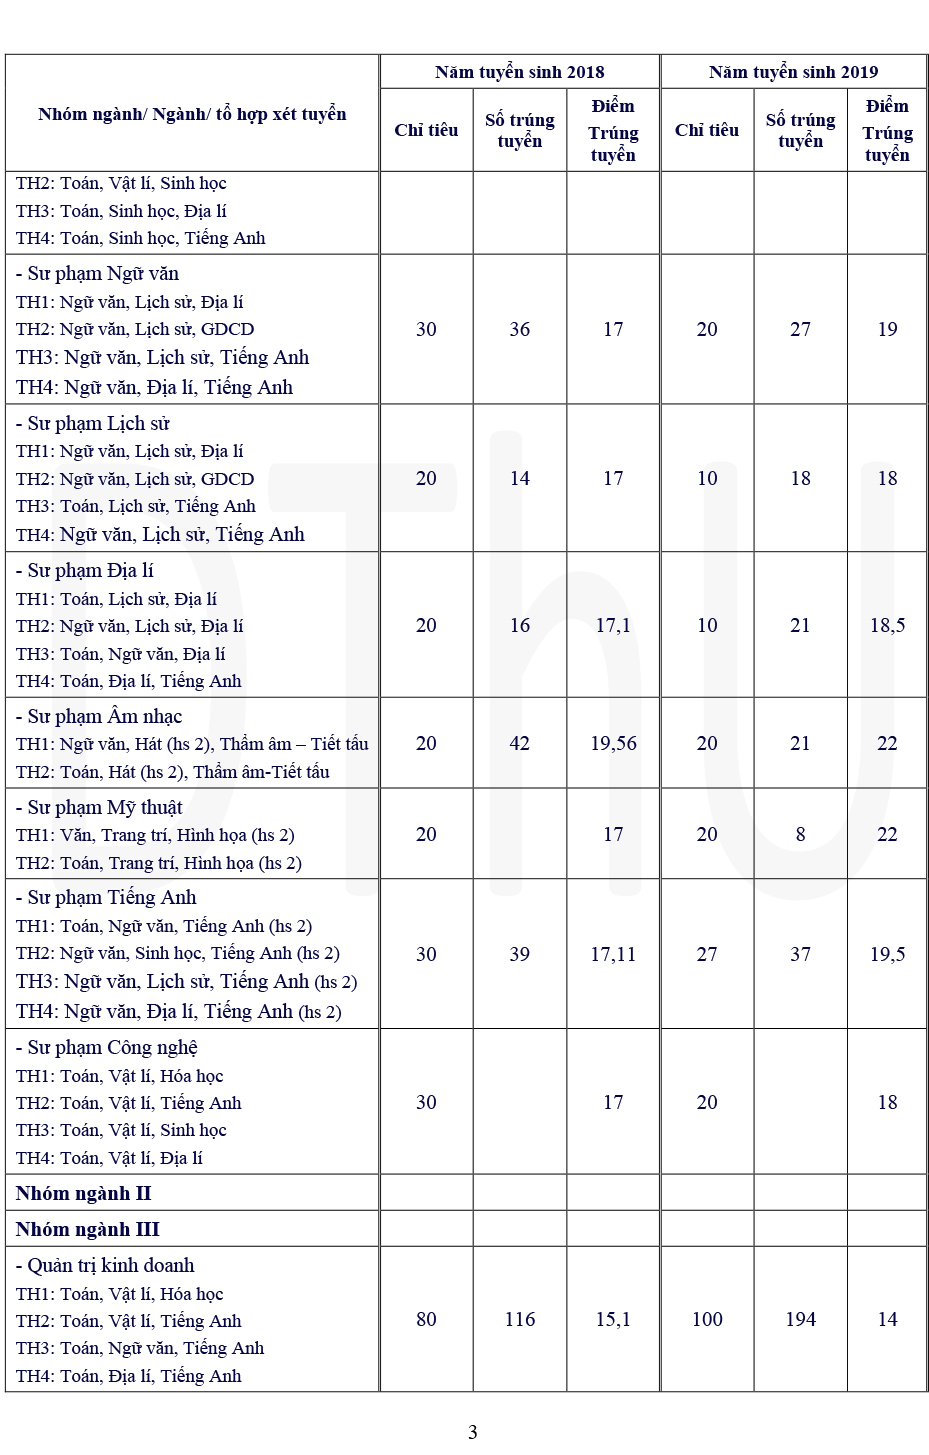 Nhóm ngành/ Ngành/ tổ hợp xét tuyển
Năm tuyển sinh 2018
Năm tuyển sinh 2019
Chỉ tiêu
Số trúng
tuyển
Điểm
Trúng
tuyển
Chỉ tiêu
Số trúng
tuyển
Điểm
Trúng
tuyển
TH2: Toán, Vật lí, Sinh học
TH3: Toán, Sinh học, Địa lí
TH4: Toán, Sinh học, Tiếng Anh
- Sư phạm Ngữ văn
TH1: Ngữ văn, Lịch sử, Địa lí
TH2: Ngữ văn, Lịch sử, GDCD
TH3: Ngữ văn, Lịch sử, Tiếng Anh
TH4: Ngữ văn, Địa lí, Tiếng Anh
30 36 17 20 27 19
- Sư phạm Lịch sử
TH1: Ngữ văn, Lịch sử, Địa lí
TH2: Ngữ văn, Lịch sử, GDCD
TH3: Toán, Lịch sử, Tiếng Anh
TH4: Ngữ văn, Lịch sử, Tiếng Anh
20 14 17 10 18 18
- Sư phạm Địa lí
TH1: Toán, Lịch sử, Địa lí
TH2: Ngữ văn, Lịch sử, Địa lí
TH3: Toán, Ngữ văn, Địa lí
TH4: Toán, Địa lí, Tiếng Anh
20 16 17,1 10 21 18,5
- Sư phạm Âm nhạc
TH1: Ngữ văn, Hát (hs 2), Thẩm âm – Tiết tấu
TH2: Toán, Hát (hs 2), Thẩm âm-Tiết tấu
20 42 19,56 20 21 22
- Sư phạm Mỹ thuật
TH1: Văn, Trang trí, Hình họa (hs 2)
TH2: Toán, Trang trí, Hình họa (hs 2)
20 17 20 8 22
- Sư phạm Tiếng Anh
TH1: Toán, Ngữ văn, Tiếng Anh (hs 2)
TH2: Ngữ văn, Sinh học, Tiếng Anh (hs 2)
TH3: Ngữ văn, Lịch sử, Tiếng Anh (hs 2)
TH4: Ngữ văn, Địa lí, Tiếng Anh (hs 2)
30 39 17,11 27 37 19,5
- Sư phạm Công nghệ
TH1: Toán, Vật lí, Hóa học
TH2: Toán, Vật lí, Tiếng Anh
TH3: Toán, Vật lí, Sinh học
TH4: Toán, Vật lí, Địa lí
30 17 20 18
Nhóm ngành II
Nhóm ngành III
- Quản trị kinh doanh
TH1: Toán, Vật lí, Hóa học
TH2: Toán, Vật lí, Tiếng Anh
TH3: Toán, Ngữ văn, Tiếng Anh
TH4: Toán, Địa lí, Tiếng Anh
80 116 15,1 100 194 14
DThU
3